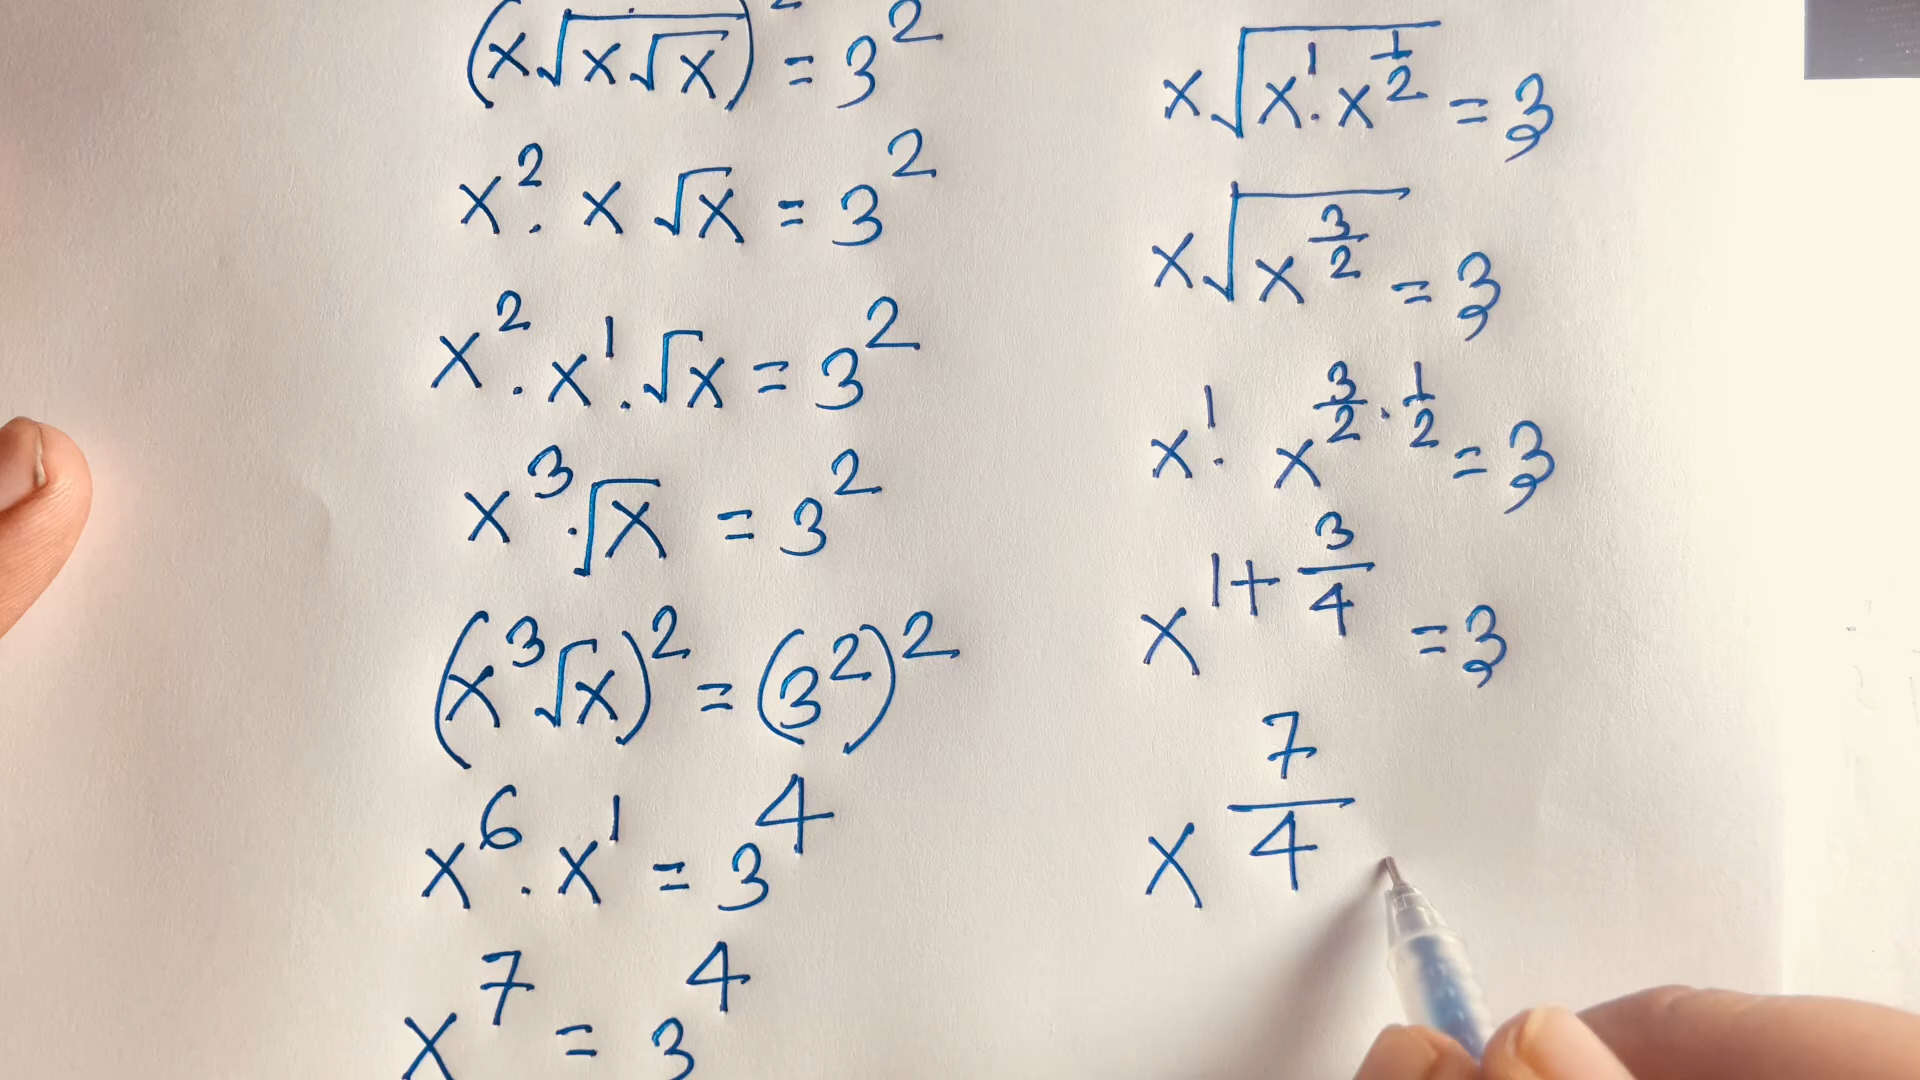 (x√(x√x))² = 3²
x² · x √x = 3²
x² · x¹ · √x = 3²
x³ · √x = 3²
(x³√x)² = (3²)²
x⁶ · x¹ = 3⁴
x⁷ = 3⁴
x√(x¹ · x^(1/2)) = 3
x√(x^(3/2)) = 3
x¹ · x^(3/2 · 1/2) = 3
x^(1+3/4) = 3
x^(7/4)